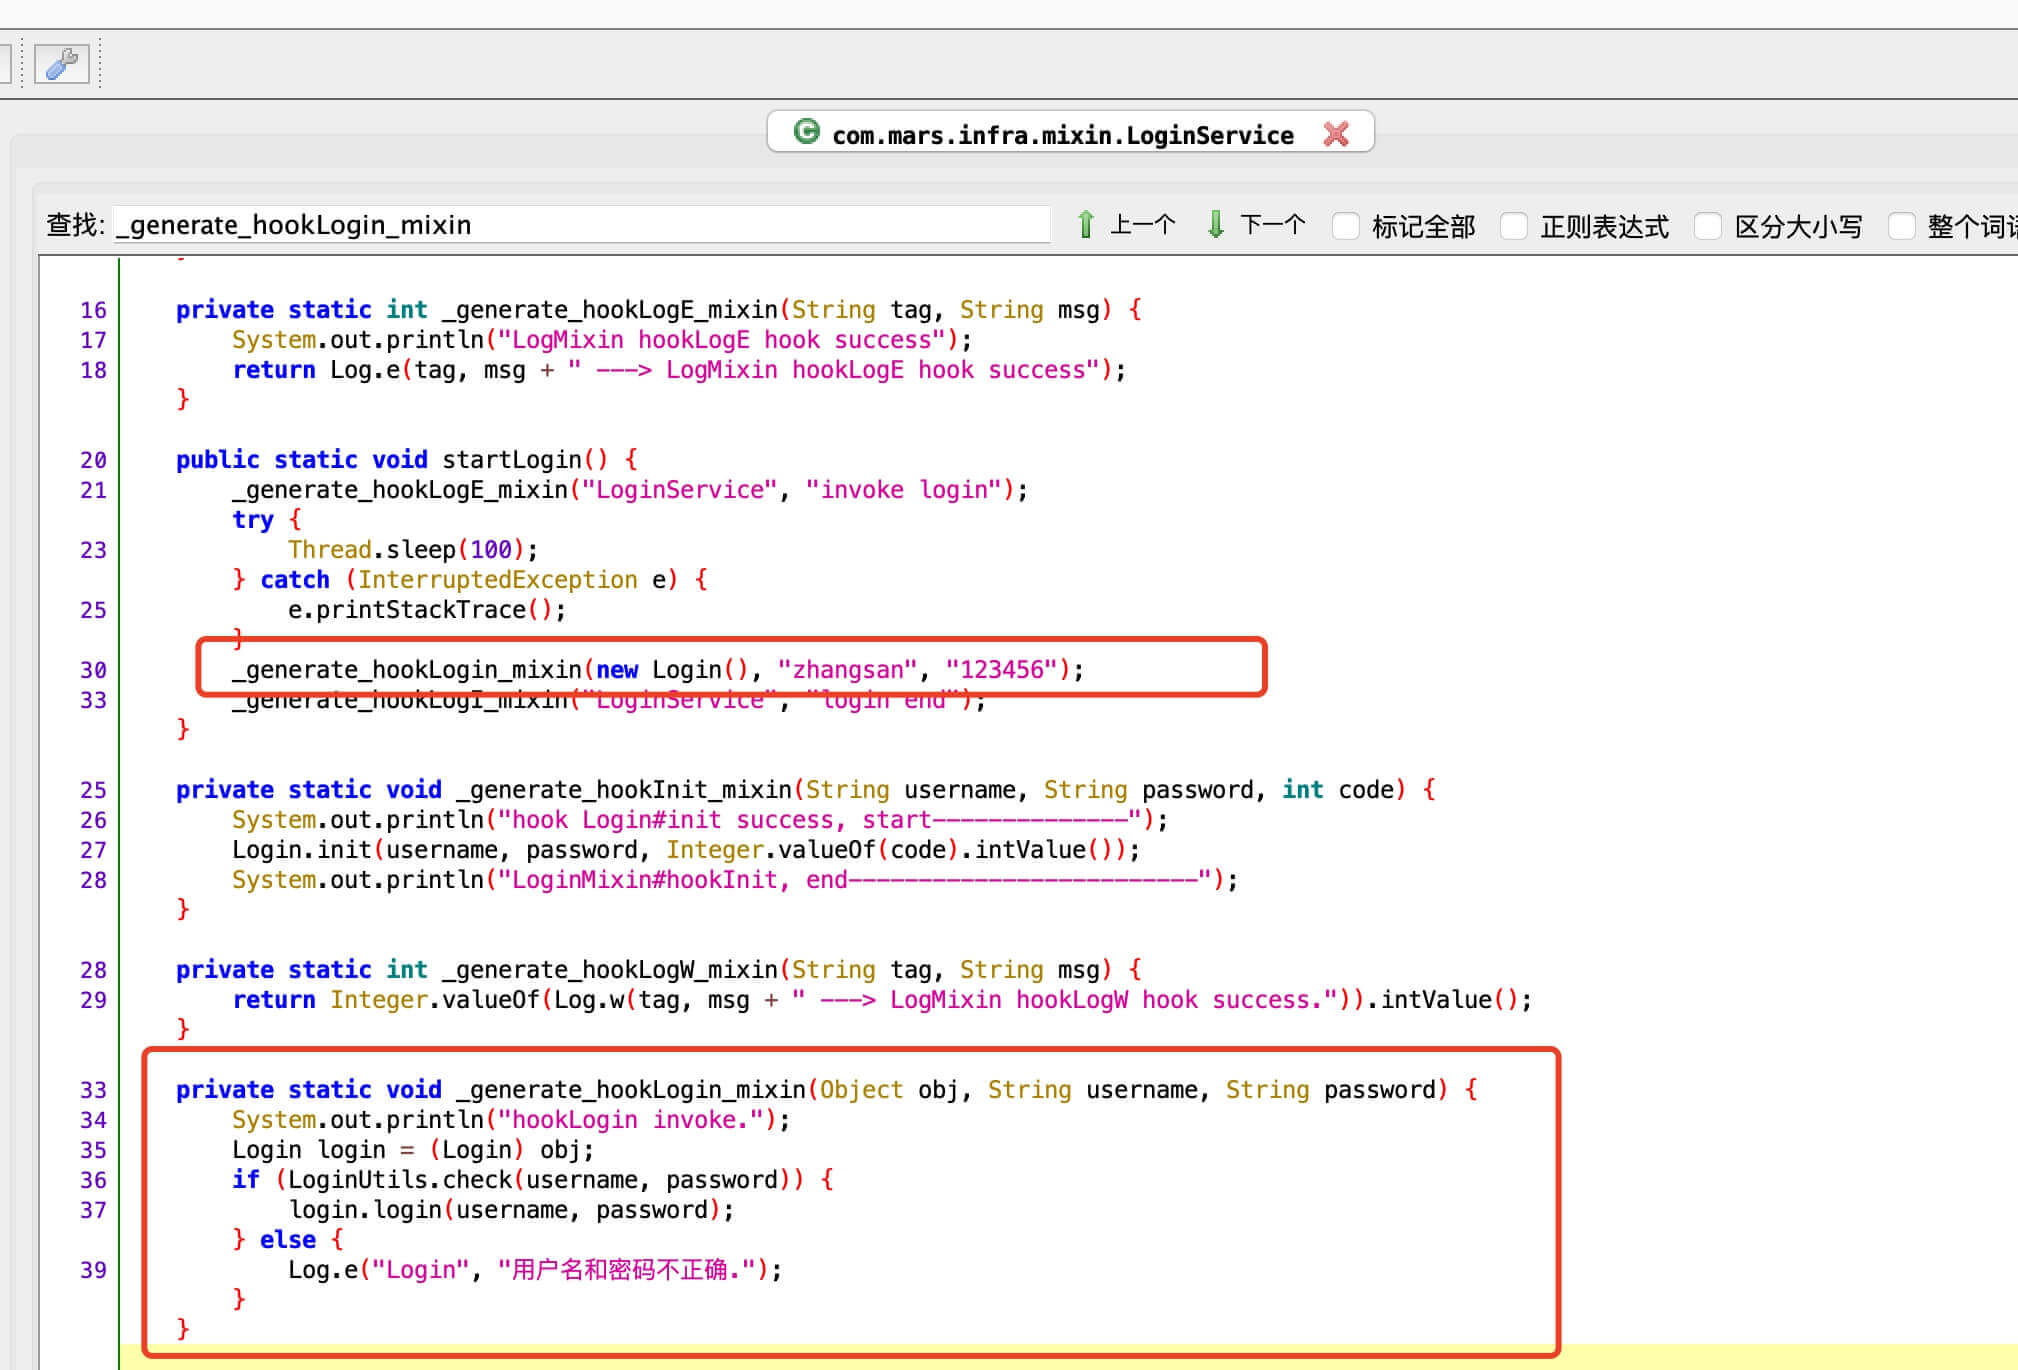 com.mars.infra.mixin.LoginService
查找: _generate_hookLogin_mixin 上一个 下一个 标记全部 正则表达式 区分大小写 整个词
}
16 private static int _generate_hookLogE_mixin(String tag, String msg) {
17 System.out.println("LogMixin hookLogE hook success");
18 return Log.e(tag, msg + " ---> LogMixin hookLogE hook success");
}
20 public static void startLogin() {
21 _generate_hookLogE_mixin("LoginService", "invoke login");
try {
23 Thread.sleep(100);
} catch (InterruptedException e) {
25 e.printStackTrace();
}
30 _generate_hookLogin_mixin(new Login(), "zhangsan", "123456");
33 _generate_hookLogI_mixin("LoginService", "login end");
}
25 private static void _generate_hookInit_mixin(String username, String password, int code) {
26 System.out.println("hook Login#init success, start--------------");
27 Login.init(username, password, Integer.valueOf(code).intValue());
28 System.out.println("LoginMixin#hookInit, end-------------------------");
}
28 private static int _generate_hookLogW_mixin(String tag, String msg) {
29 return Integer.valueOf(Log.w(tag, msg + " ---> LogMixin hookLogW hook success.")).intValue();
}
33 private static void _generate_hookLogin_mixin(Object obj, String username, String password) {
34 System.out.println("hookLogin invoke.");
35 Login login = (Login) obj;
36 if (LoginUtils.check(username, password)) {
37 login.login(username, password);
} else {
39 Log.e("Login", "用户名和密码不正确.");
}
}